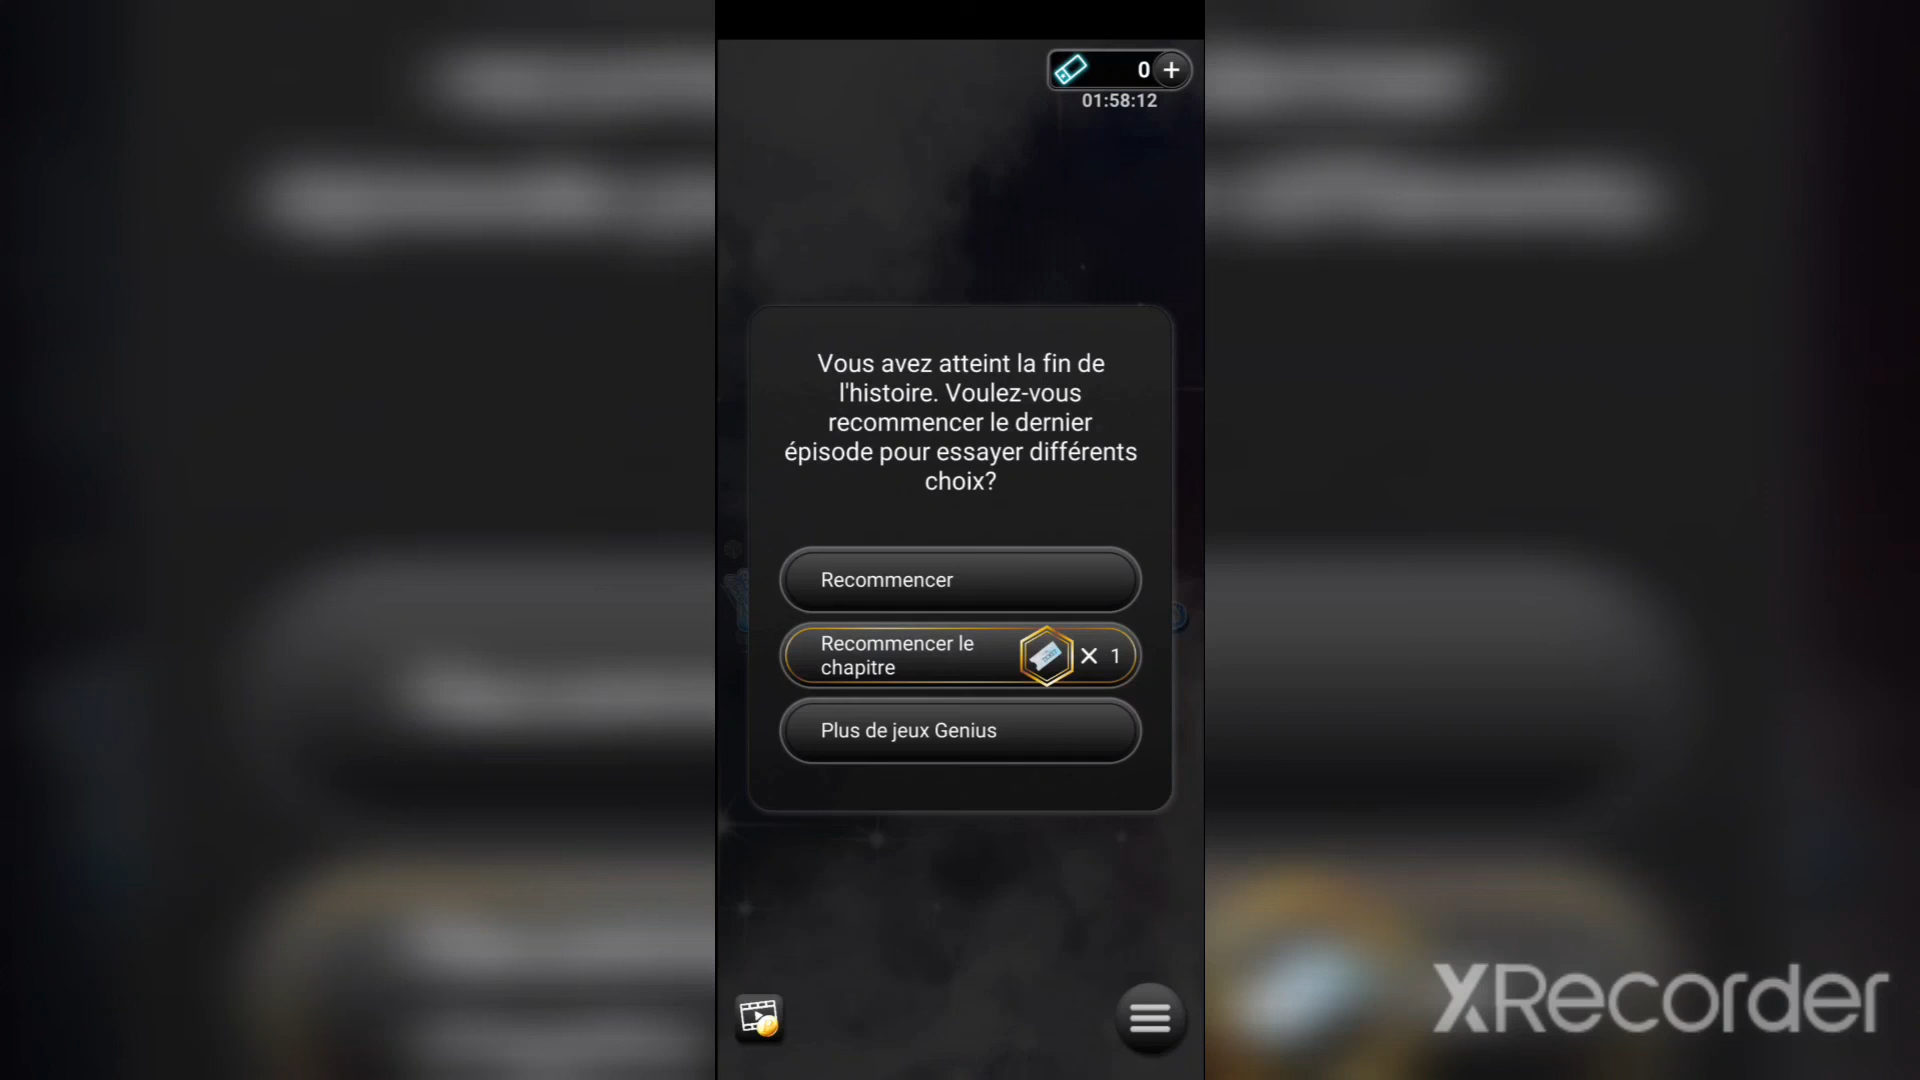 0 +
01:58:12
Vous avez atteint la fin de
l'histoire. Voulez-vous
recommencer le dernier
épisode pour essayer différents
choix?
Recommencer
Recommencer le
chapitre
× 1
Plus de jeux Genius
XRecorder